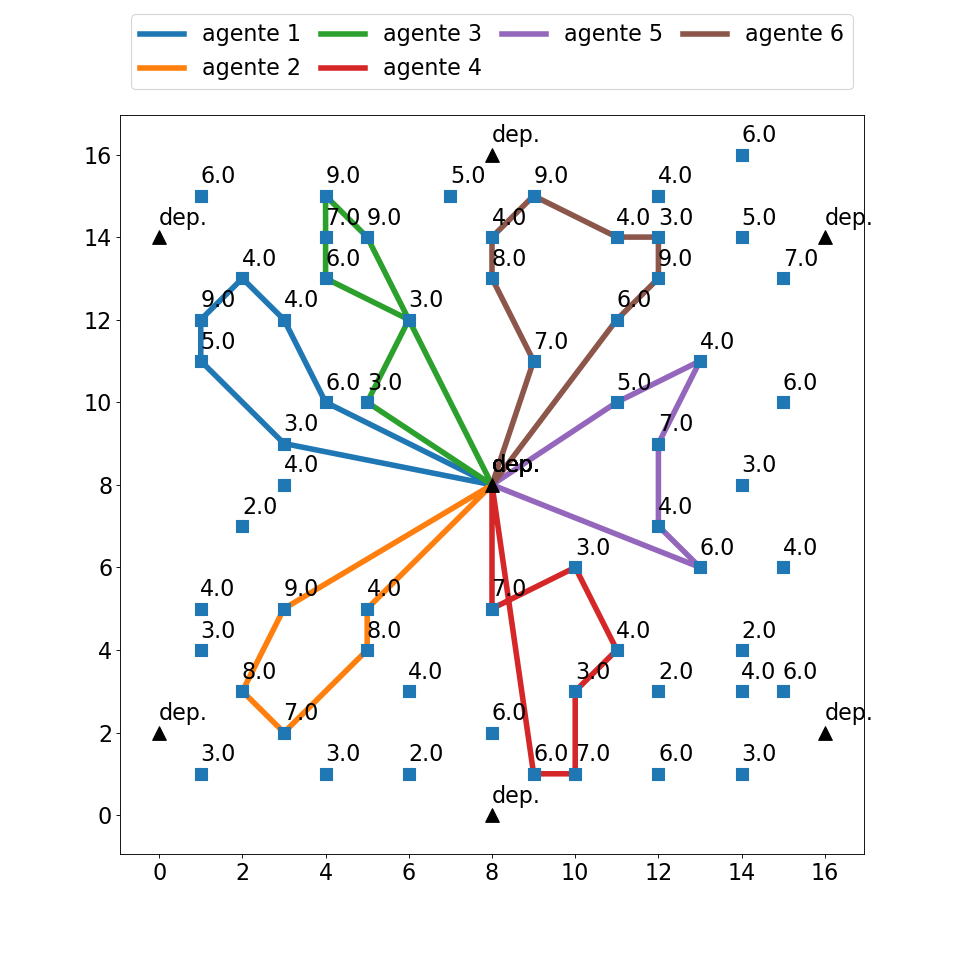 agente 1 agente 3 agente 5 agente 6
agente 2 agente 4
dep. 6.0
16
6.0 9.0 5.0 9.0 4.0
dep. 7.0 9.0 4.0 4.0 3.0 5.0 dep.
14
4.0 6.0 8.0 9.0 7.0
9.0 4.0 3.0 6.0
12
5.0 7.0 4.0
6.0 3.0 5.0 6.0
10
3.0 7.0
4.0 dep. 3.0
8
2.0 4.0
3.0 6.0 4.0
6
4.0 9.0 4.0 7.0
3.0 8.0 4.0 2.0
4
8.0 4.0 3.0 2.0 4.0 6.0
dep. 7.0 6.0 dep.
2
3.0 3.0 2.0 6.0 7.0 6.0 3.0
dep.
0
0 2 4 6 8 10 12 14 16